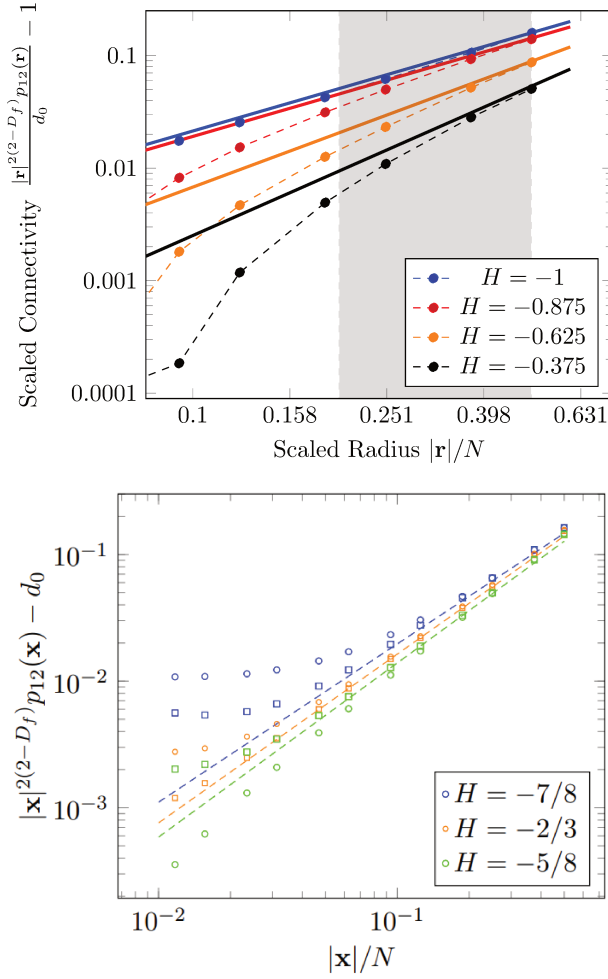 Scaled Connectivity |r|^{2(2−D_f)} p_{12}(r) / d_0 − 1
0.1
0.01
0.001
0.0001
H = −1
H = −0.875
H = −0.625
H = −0.375
0.1 0.158 0.251 0.398 0.631
Scaled Radius |r|/N
|x|^{2(2−D_f)} p_{12}(x) − d_0
10^{−1}
10^{−2}
10^{−3}
H = −7/8
H = −2/3
H = −5/8
10^{−2} 10^{−1}
|x|/N